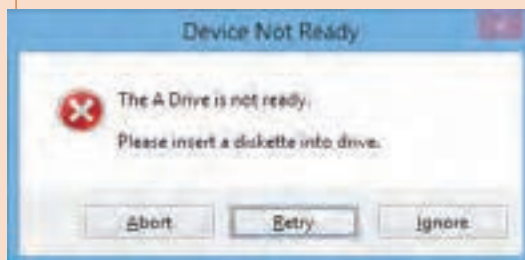 Device Not Ready
The A Drive is not ready.
Please insert a diskette into drive.
Abort Retry Ignore